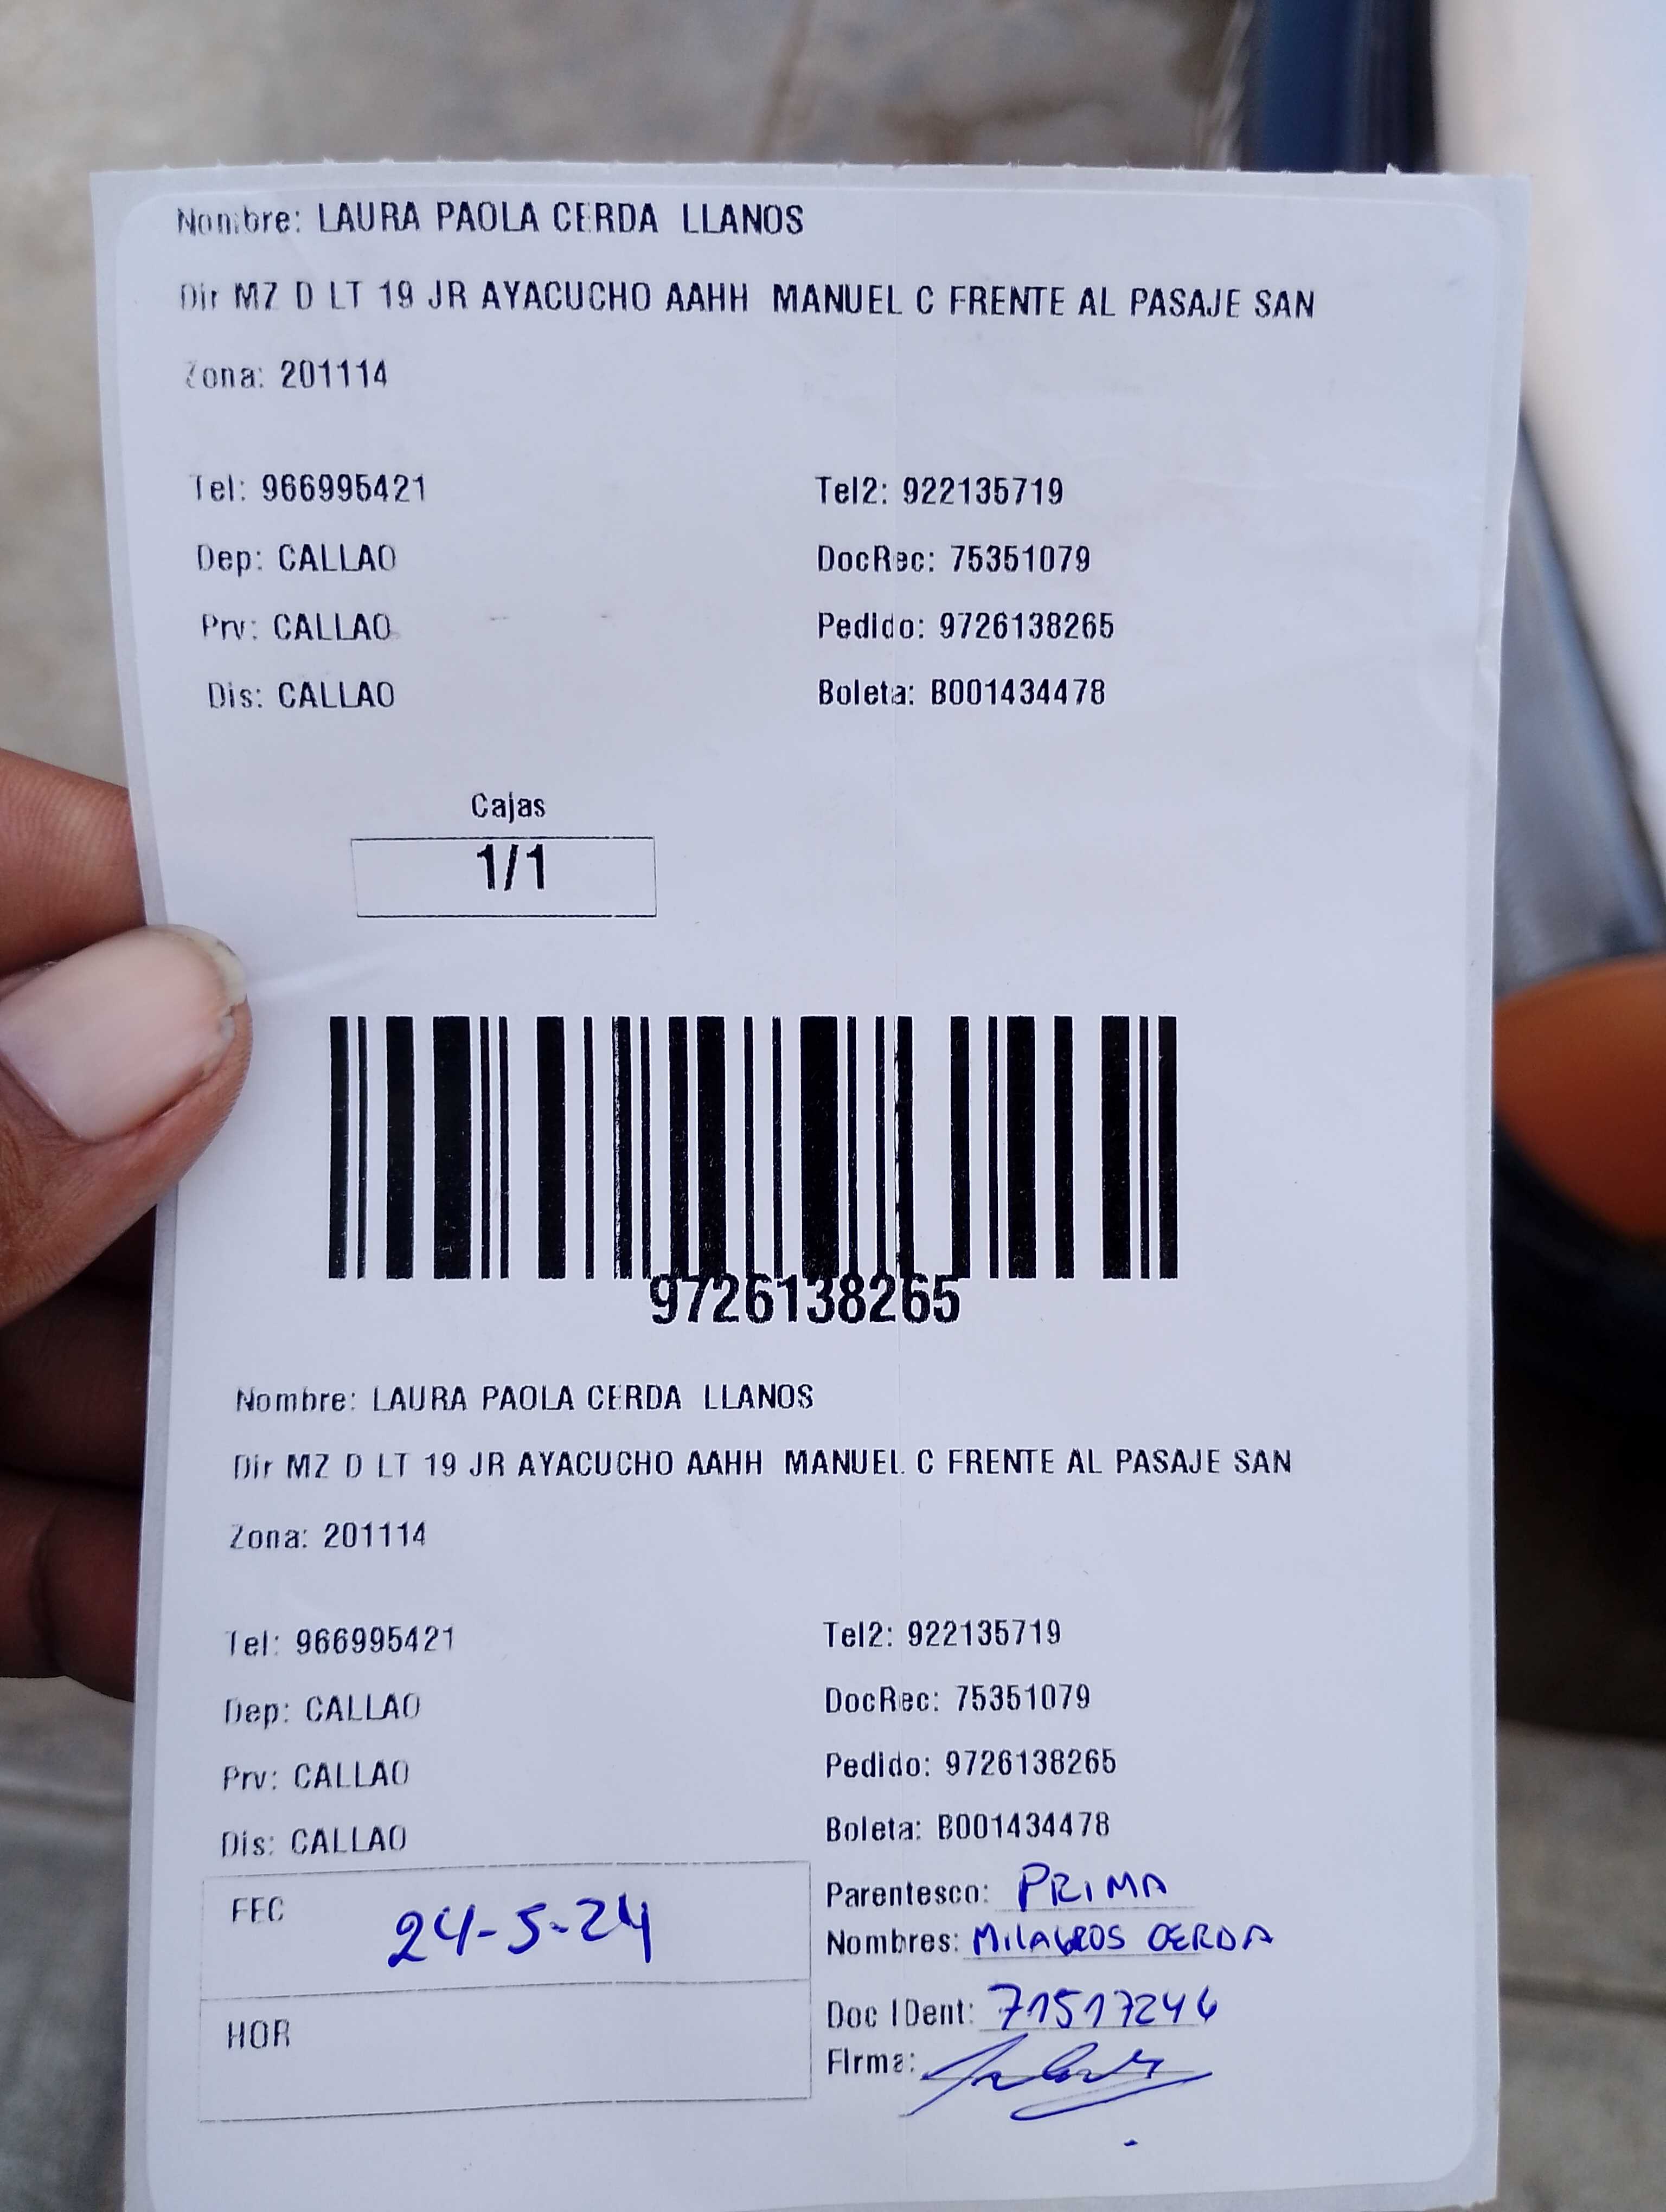 Nombre: LAURA PAOLA CERDA LLANOS
Dir MZ D LT 19 JR AYACUCHO AAHH MANUEL C FRENTE AL PASAJE SAN
Zona: 201114
Tel: 966995421 Tel2: 922135719
Dep: CALLAO DocRec: 75351079
Prv: CALLAO Pedido: 9726138265
Dis: CALLAO Boleta: B001434478
Cajas
1/1
9726138265
Nombre: LAURA PAOLA CERDA LLANOS
Dir MZ D LT 19 JR AYACUCHO AAHH MANUEL C FRENTE AL PASAJE SAN
Zona: 201114
Tel: 966995421 Tel2: 922135719
Dep: CALLAO DocRec: 75351079
Prv: CALLAO Pedido: 9726138265
Dis: CALLAO Boleta: B001434478
FEC 24-5-24
Parentesco: PRIMA
Nombres: MILAGROS CERDA
HOR
Doc IDent: 71517246
FIrma: